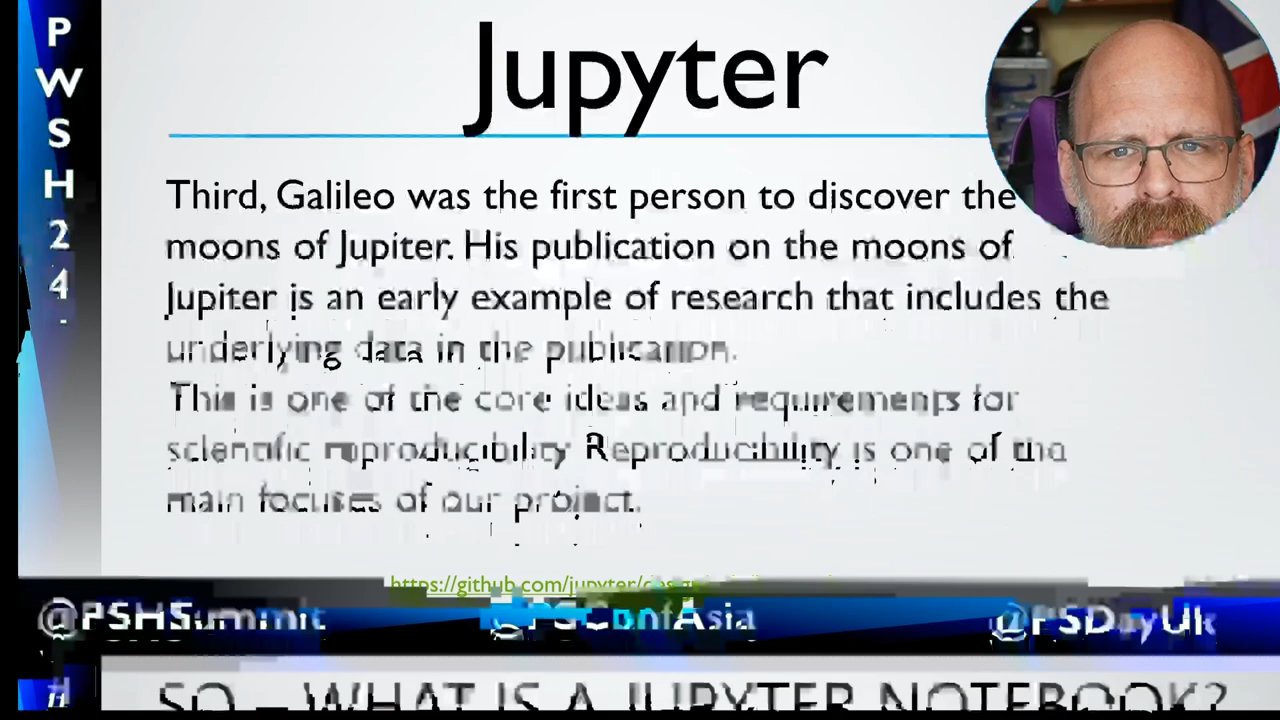 P
W
S
H
2
4
Jupyter
Third, Galileo was the first person to discover the
moons of Jupiter. His publication on the moons of
Jupiter is an early example of research that includes the
underlying data in the publication.
This is one of the core ideas and requirements for
scientific reproducibility Reproducibility is one of the
main focuses of our project.
https://github.com/jupyter/
@PSHSummit
@PSConfAsia
@PSDayUk
SO – WHAT IS A JUPYTER NOTEBOOK?